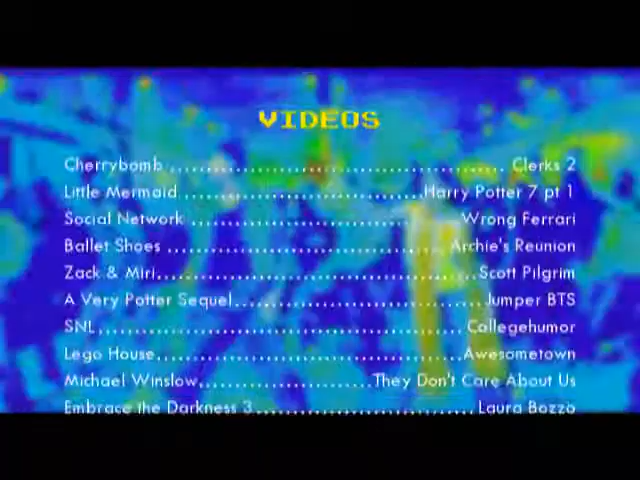 VIDEOS
Cherrybomb ............................................. Clerks 2
Little Mermaid ................................Harry Potter 7 pt 1
Social Network ................................... Wrong Ferrari
Ballet Shoes ..................................... Archie's Reunion
Zack & Miri.......................................... Scott Pilgrim
A Very Potter Sequel................................. Jumper BTS
SNL.................................................. Collegehumor
Lego House......................................... Awesometown
Michael Winslow......................They Don't Care About Us
Embrace the Darkness 3............................... Laura Bozzo